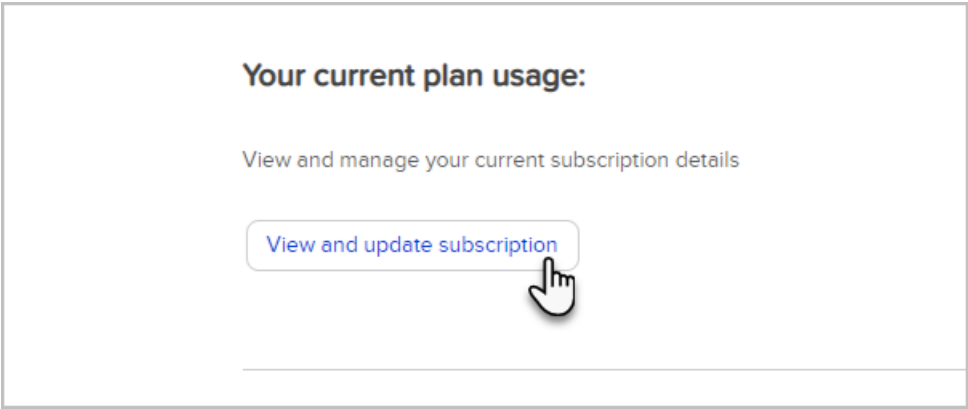 Your current plan usage:
View and manage your current subscription details
View and update subscription